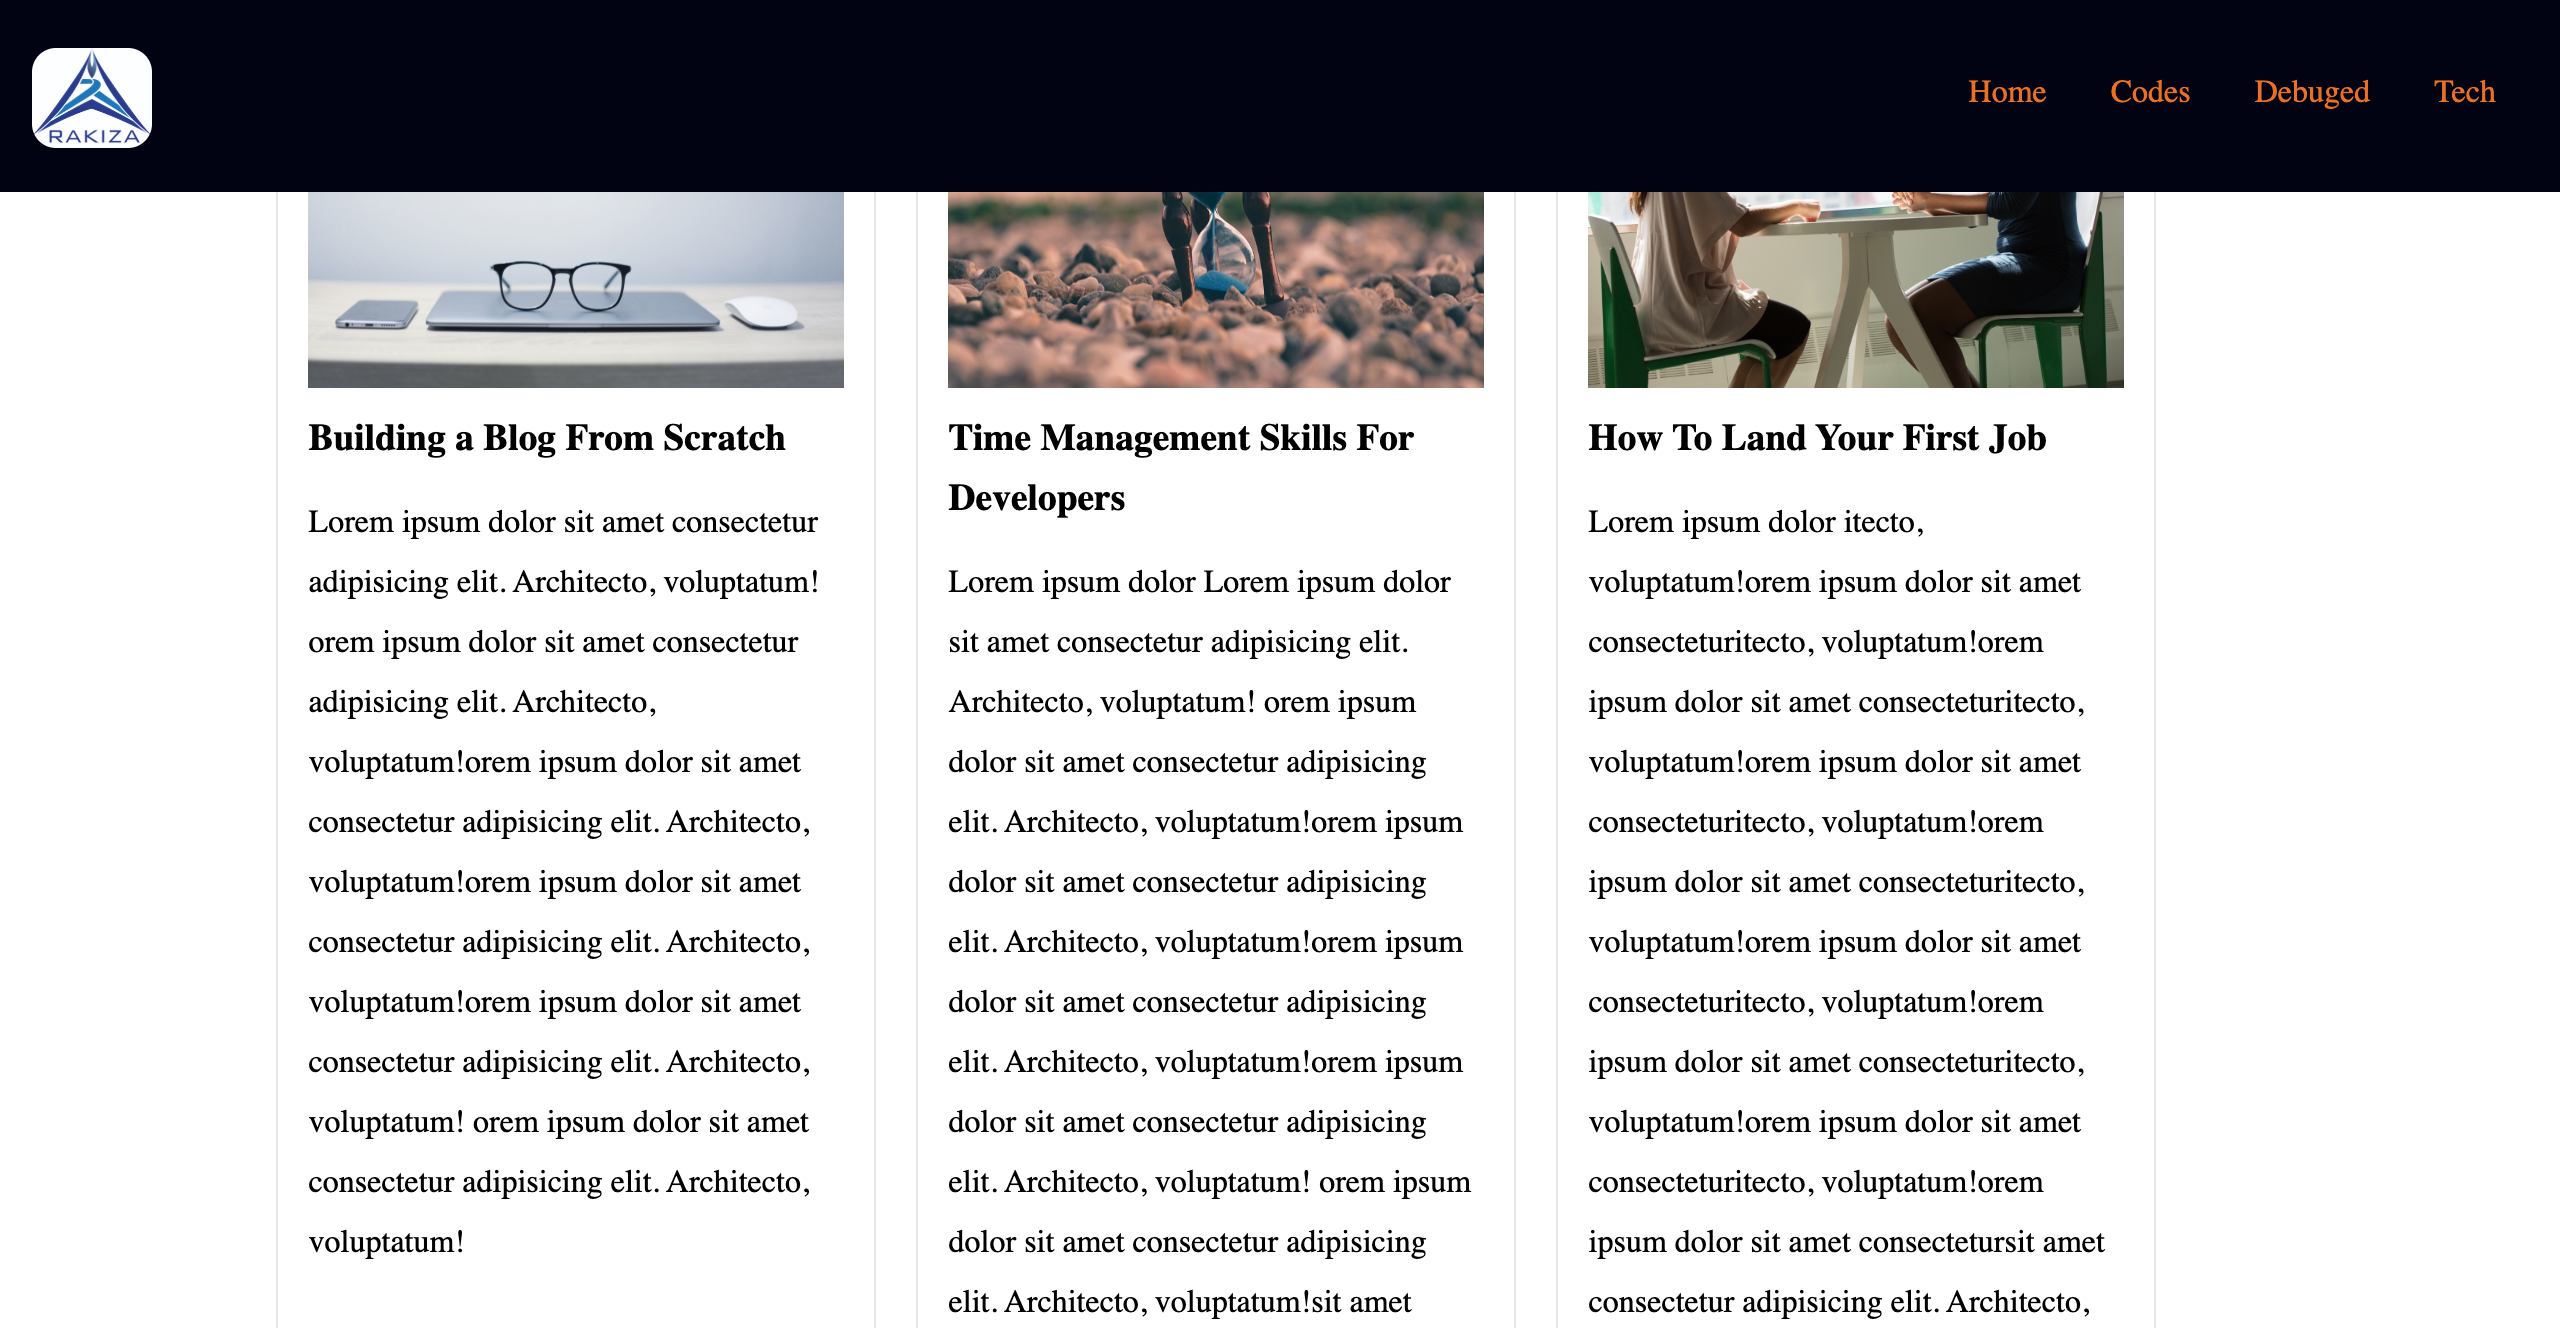 RAKIZA
Home
Codes
Debuged
Tech
Building a Blog From Scratch
Lorem ipsum dolor sit amet consectetur
adipisicing elit. Architecto, voluptatum!
orem ipsum dolor sit amet consectetur
adipisicing elit. Architecto,
voluptatum!orem ipsum dolor sit amet
consectetur adipisicing elit. Architecto,
voluptatum!orem ipsum dolor sit amet
consectetur adipisicing elit. Architecto,
voluptatum!orem ipsum dolor sit amet
consectetur adipisicing elit. Architecto,
voluptatum! orem ipsum dolor sit amet
consectetur adipisicing elit. Architecto,
voluptatum!
Time Management Skills For
Developers
Lorem ipsum dolor Lorem ipsum dolor
sit amet consectetur adipisicing elit.
Architecto, voluptatum! orem ipsum
dolor sit amet consectetur adipisicing
elit. Architecto, voluptatum!orem ipsum
dolor sit amet consectetur adipisicing
elit. Architecto, voluptatum!orem ipsum
dolor sit amet consectetur adipisicing
elit. Architecto, voluptatum!orem ipsum
dolor sit amet consectetur adipisicing
elit. Architecto, voluptatum! orem ipsum
dolor sit amet consectetur adipisicing
elit. Architecto, voluptatum!sit amet
How To Land Your First Job
Lorem ipsum dolor itecto,
voluptatum!orem ipsum dolor sit amet
consecteturitecto, voluptatum!orem
ipsum dolor sit amet consecteturitecto,
voluptatum!orem ipsum dolor sit amet
consecteturitecto, voluptatum!orem
ipsum dolor sit amet consecteturitecto,
voluptatum!orem ipsum dolor sit amet
consecteturitecto, voluptatum!orem
ipsum dolor sit amet consecteturitecto,
voluptatum!orem ipsum dolor sit amet
consecteturitecto, voluptatum!orem
ipsum dolor sit amet consectetursit amet
consectetur adipisicing elit. Architecto,